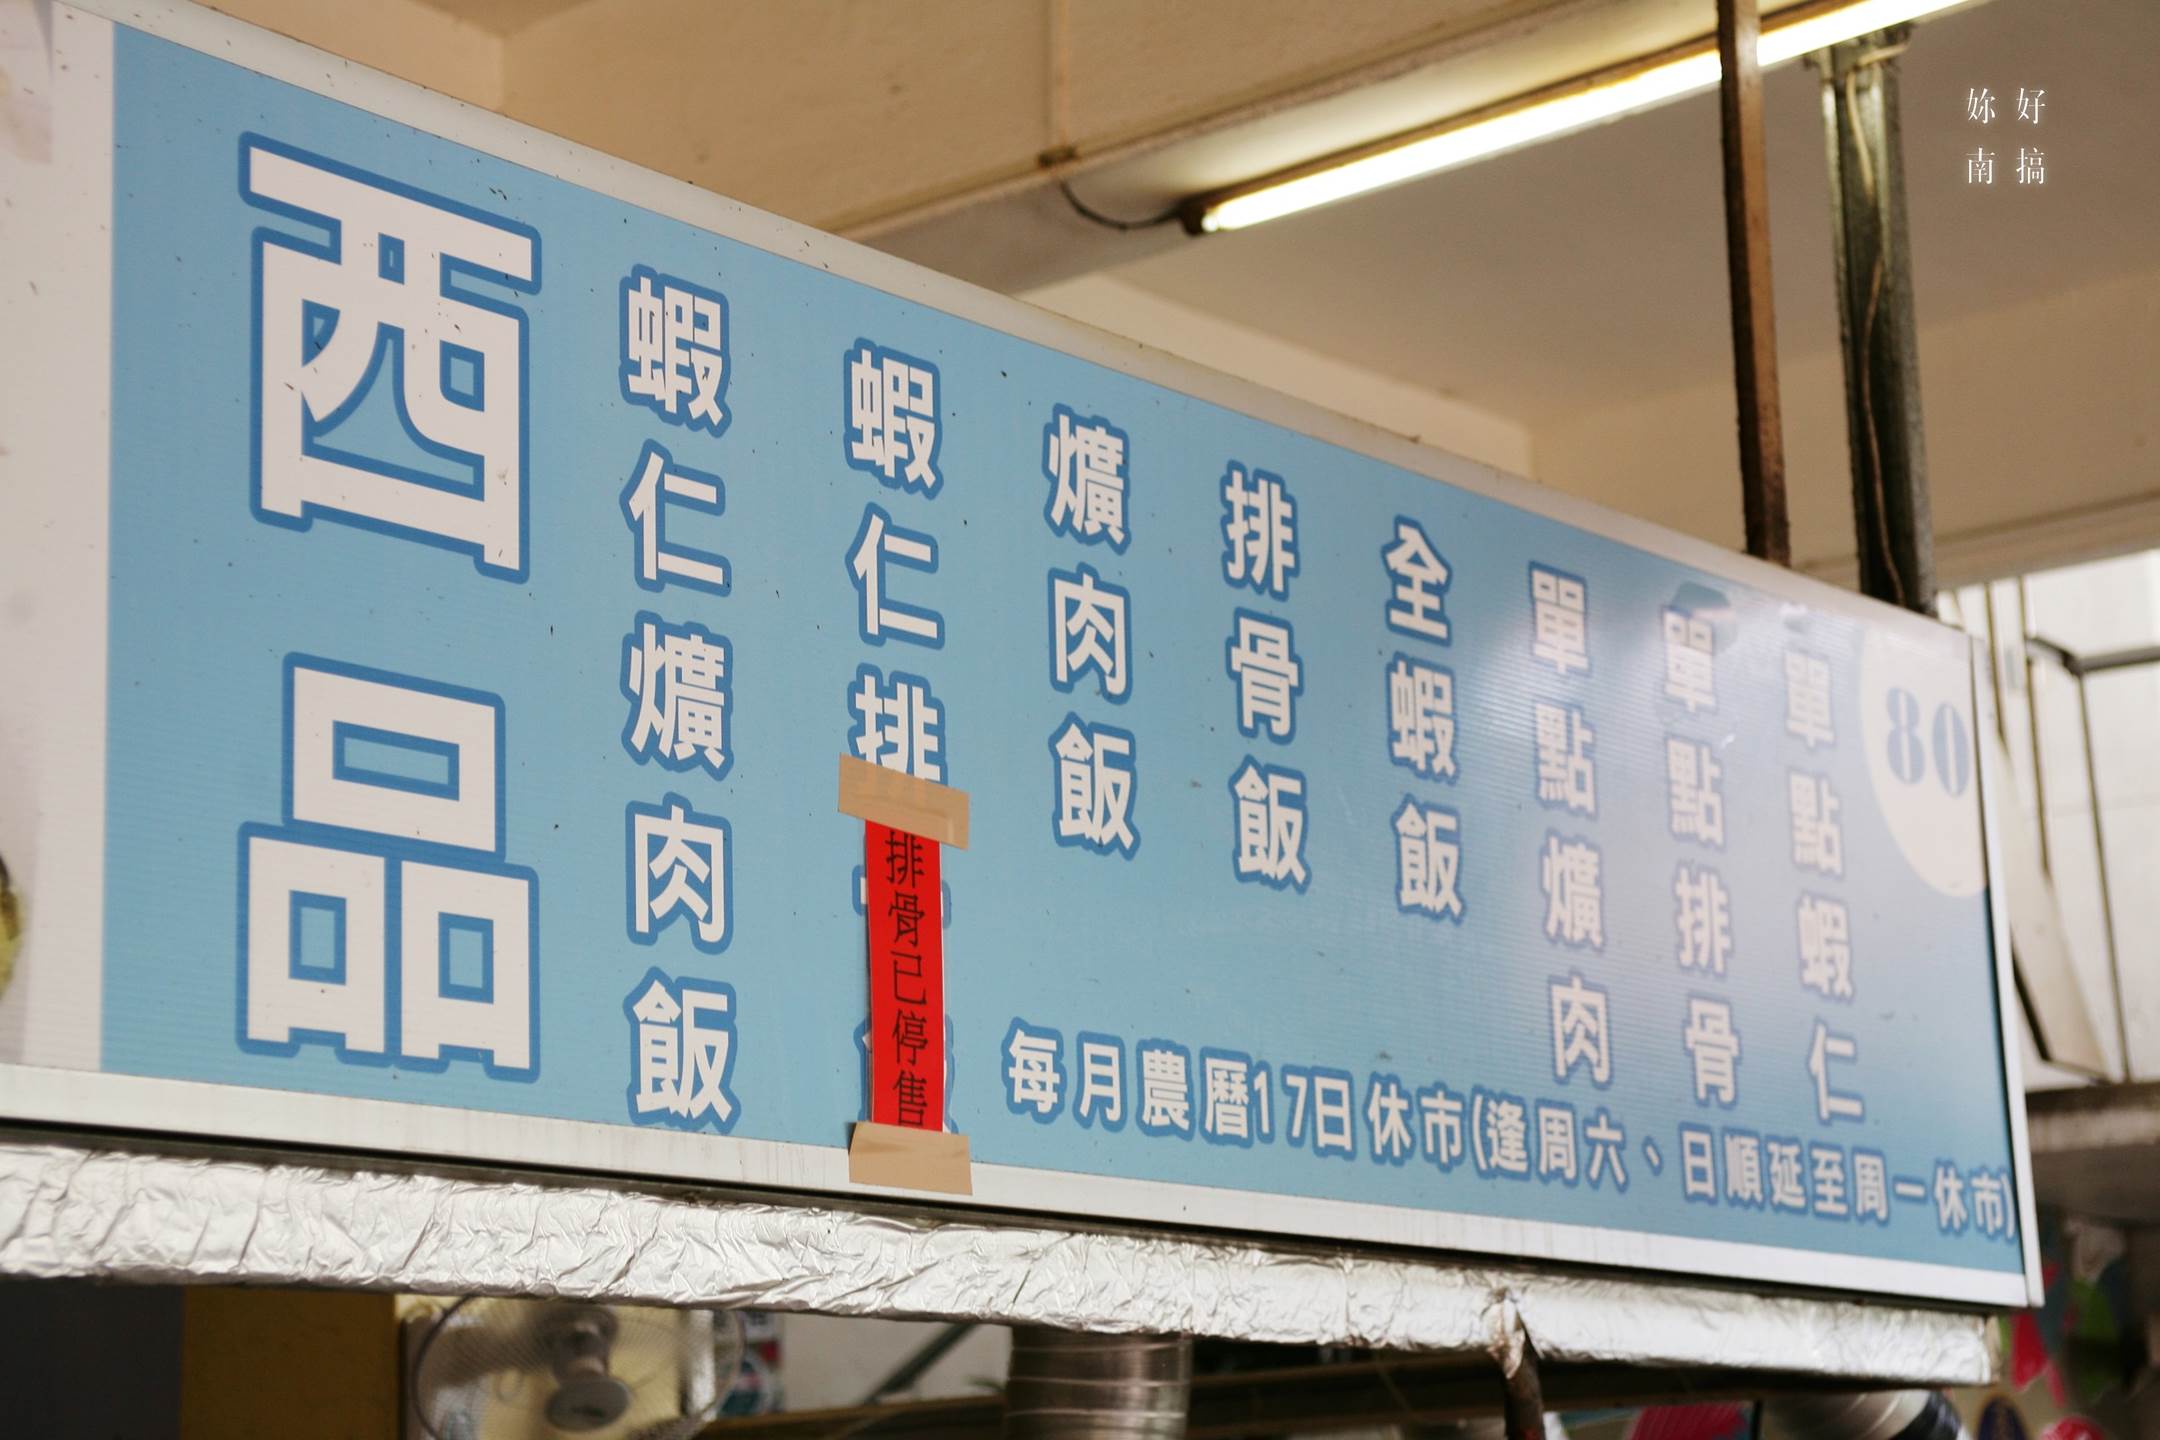 西品
蝦仁爌肉飯
蝦仁排
排骨已停售
爌肉飯
排骨飯
全蝦飯
單點爌肉
單點排骨
單點蝦仁
80
每月農曆17日休市(逢周六、日順延至周一休市)
妳好
南搞